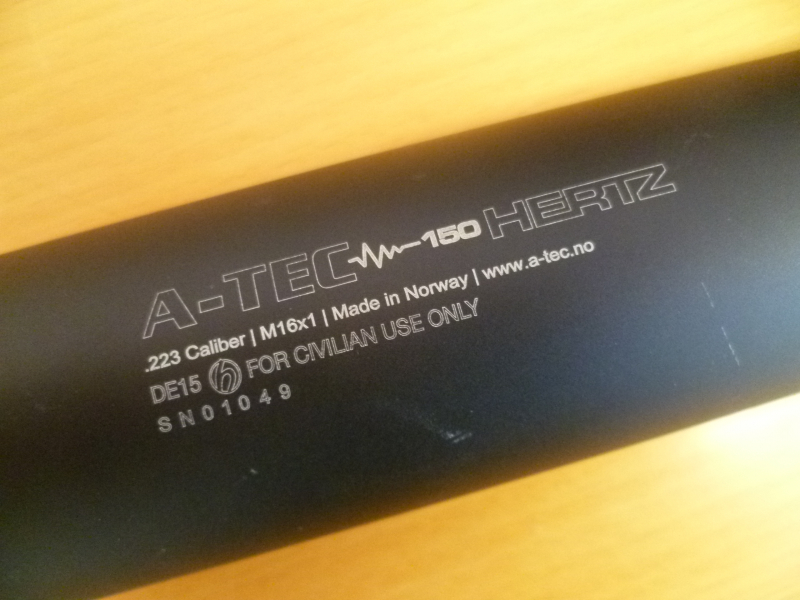 A-TEC 150 HERTZ
.223 Caliber | M16x1 | Made in Norway | www.a-tec.no
DE15 FOR CIVILIAN USE ONLY
SN01049